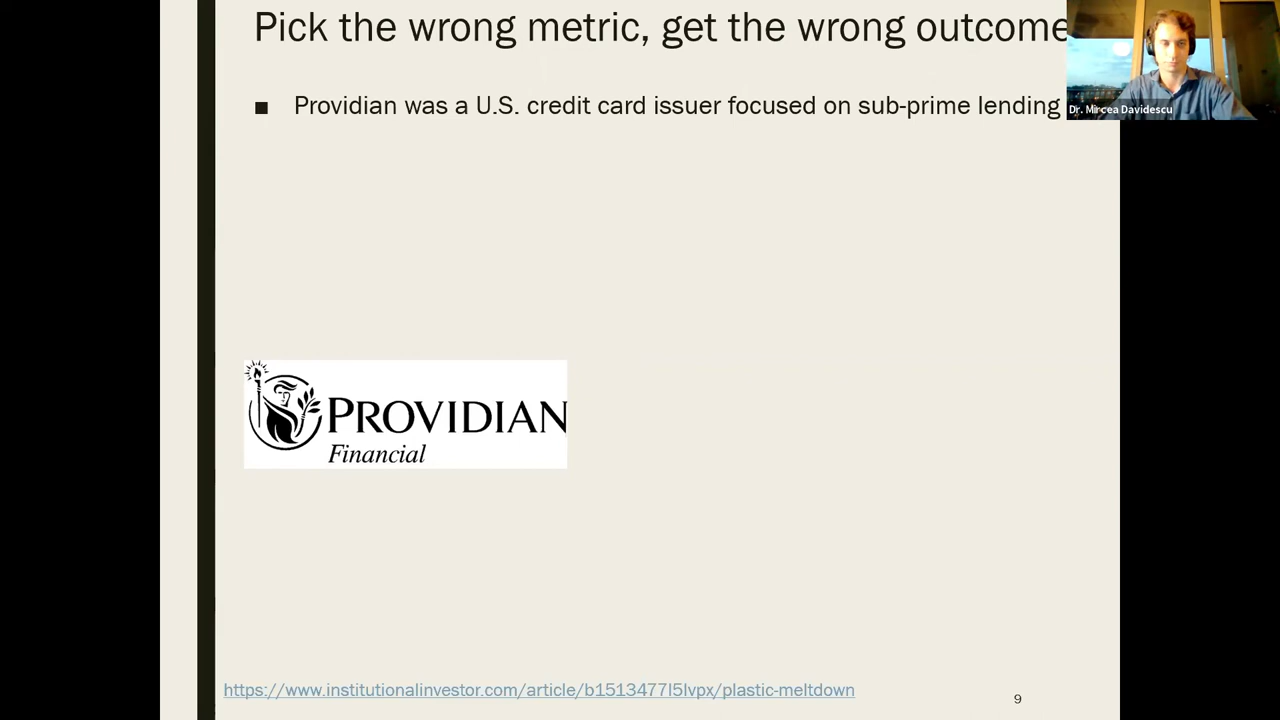 Pick the wrong metric, get the wrong outcome
■ Providian was a U.S. credit card issuer focused on sub-prime lending
Dr. Mircea Davidescu
PROVIDIAN
Financial
https://www.institutionalinvestor.com/article/b1513477l5lvpx/plastic-meltdown
9